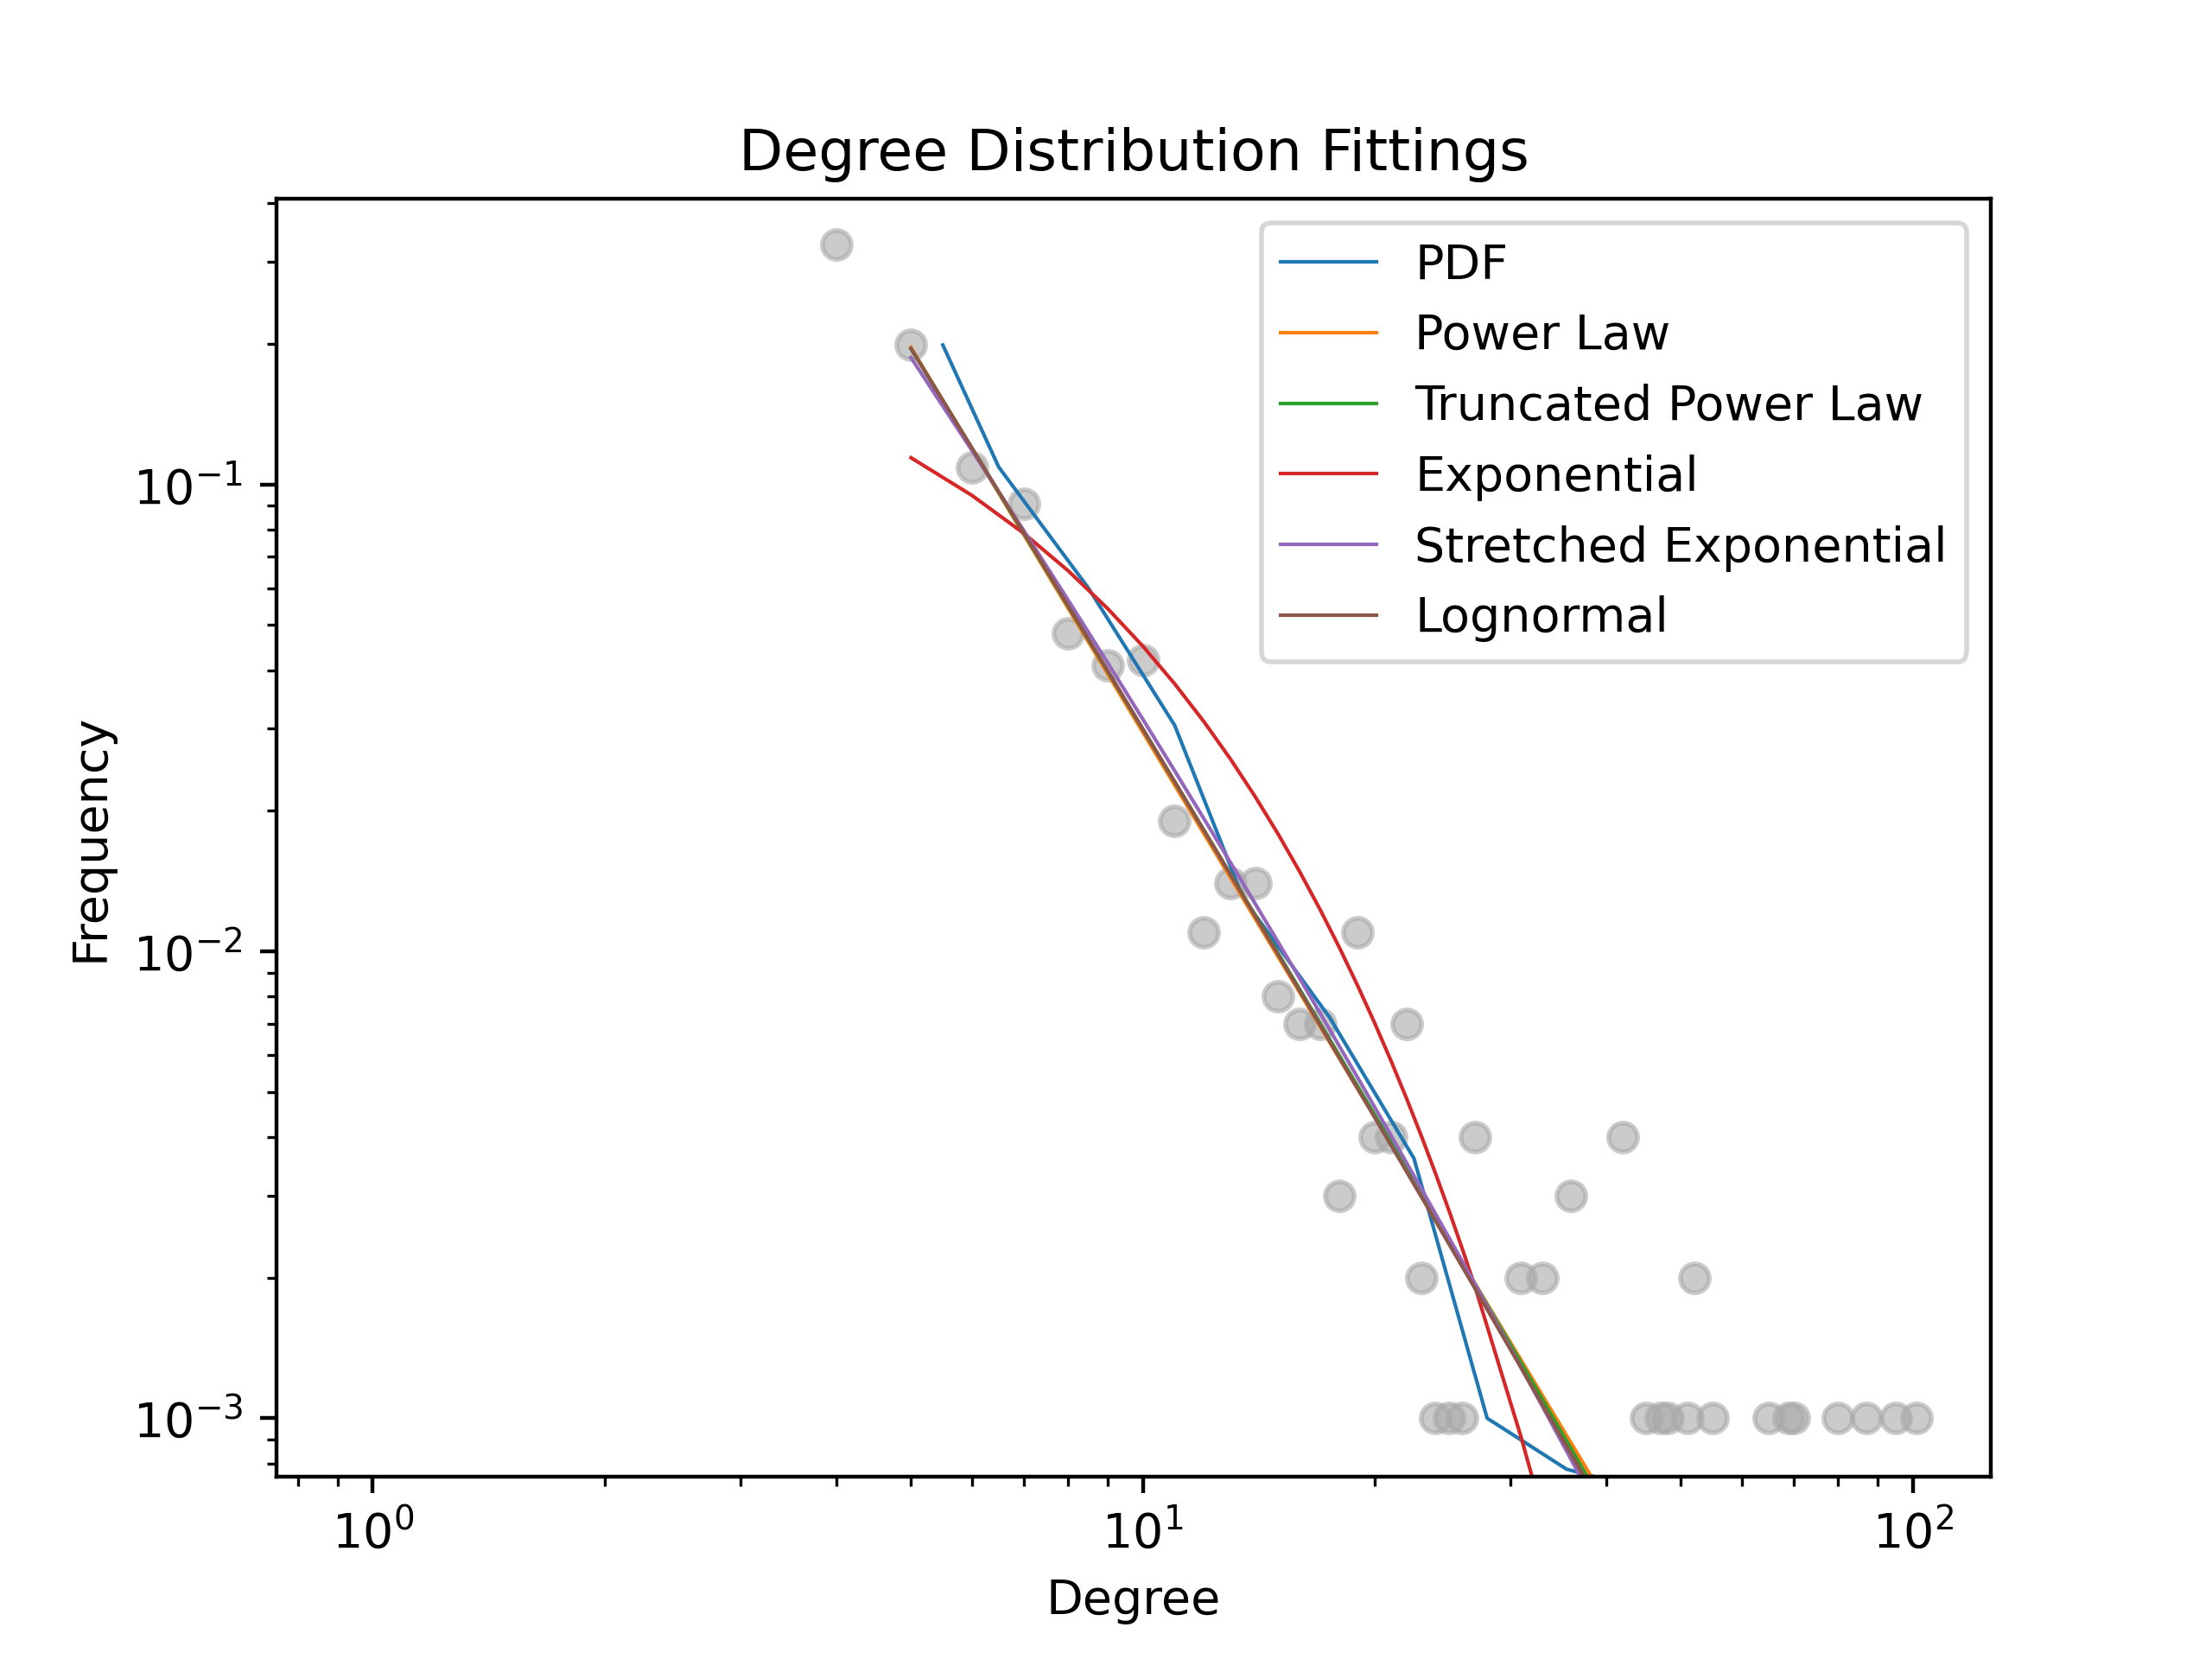 Degree Distribution Fittings
PDF
Power Law
Truncated Power Law
Exponential
Stretched Exponential
Lognormal
Frequency
10⁻¹
10⁻²
10⁻³
10⁰ 10¹ 10²
Degree